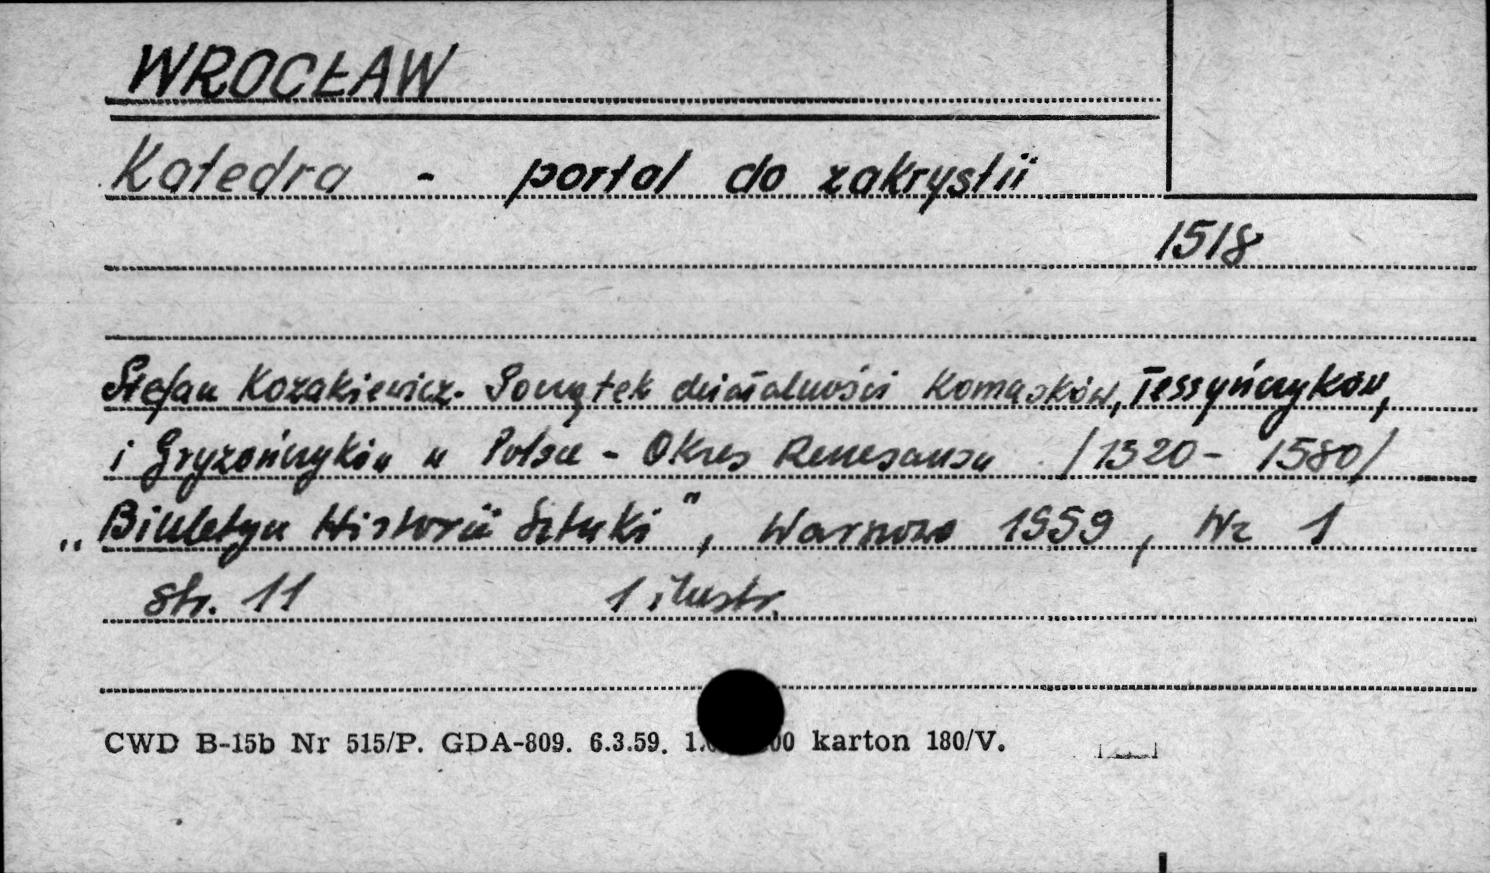 WROCŁAW
Katedra - portal do zakrystii
1518
Stefan Kozakiewicz. Początek działalności Komasków, Tessyńczyków,
i Gryzończyków w Polsce - Okres Renesansu /1520 - 1580/
„Biuletyn Historii Sztuki", Warszawa 1959, Nr 1
str. 11 1 ilustr.
CWD B-15b Nr 515/P. GDA-809. 6.3.59. karton 180/V.